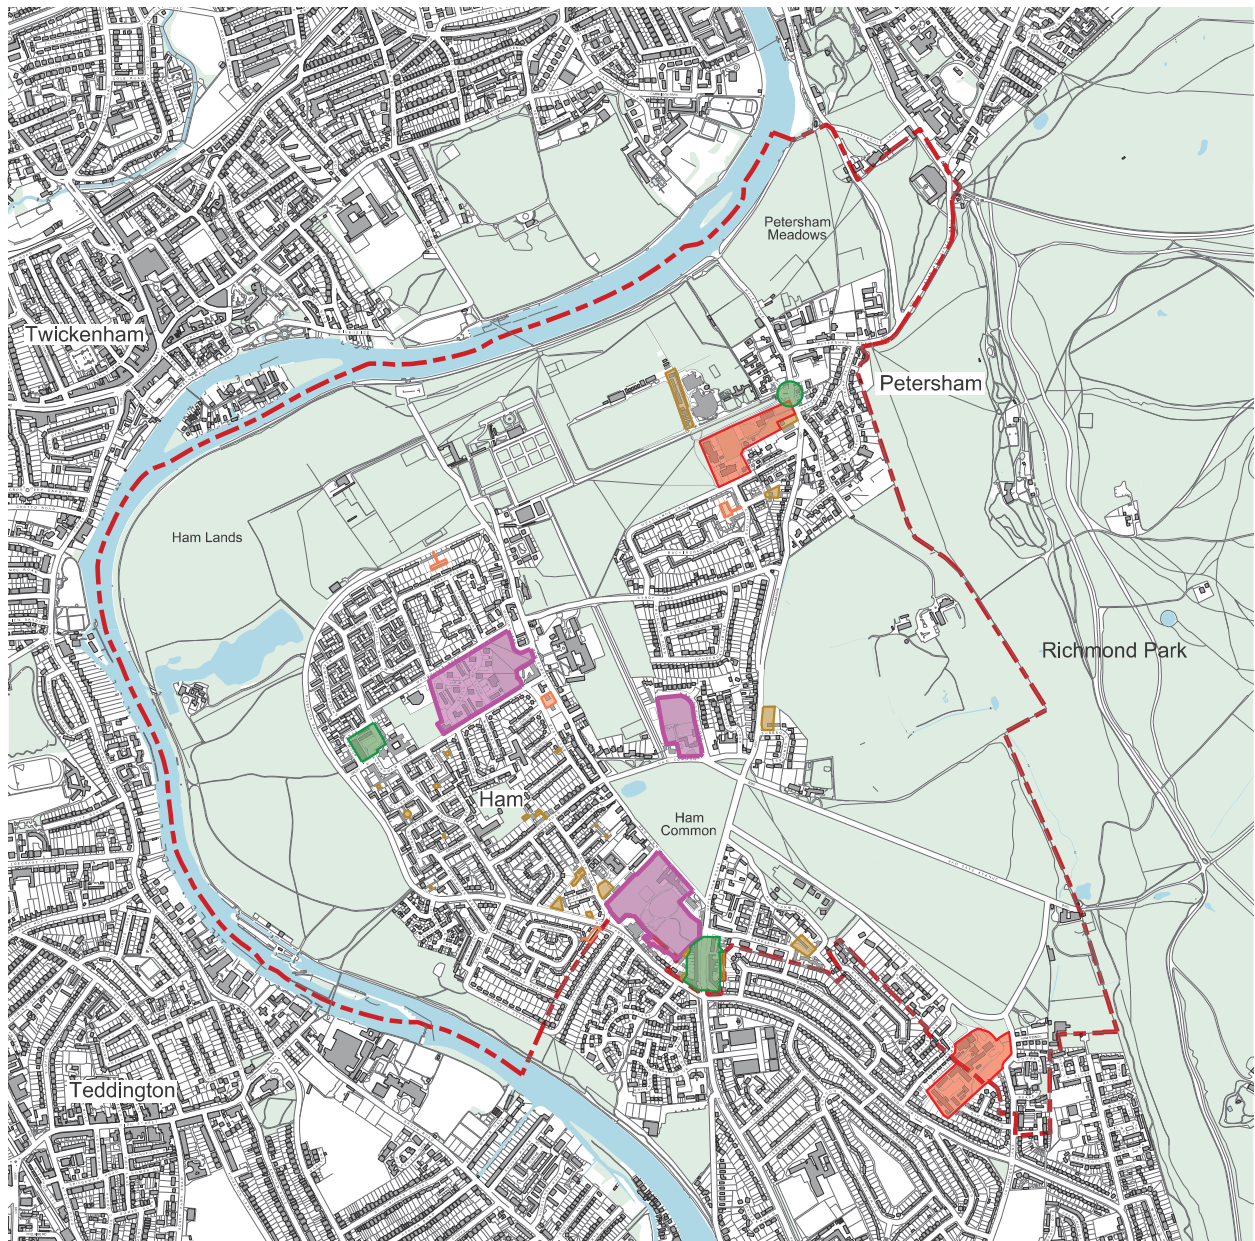 Petersham
Meadows
Twickenham
Petersham
Ham Lands
Richmond Park
Ham
Ham
Common
Teddington